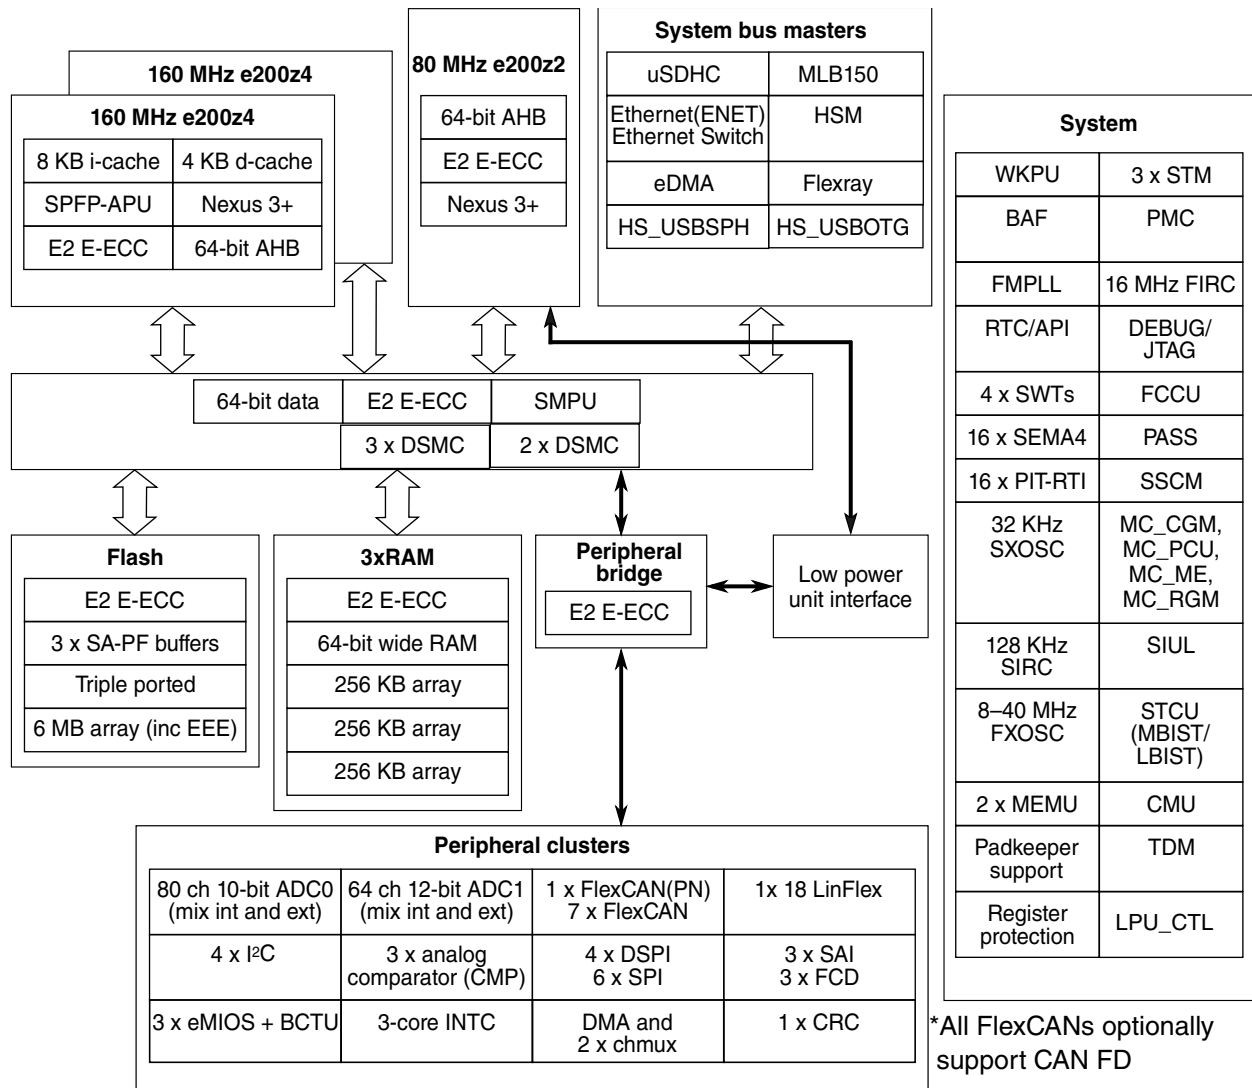 160 MHz e200z4
160 MHz e200z4
8 KB i-cache
4 KB d-cache
SPFP-APU
Nexus 3+
E2 E-ECC
64-bit AHB
80 MHz e200z2
64-bit AHB
E2 E-ECC
Nexus 3+
System bus masters
uSDHC
MLB150
Ethernet(ENET)
Ethernet Switch
HSM
eDMA
Flexray
HS_USBSPH
HS_USBOTG
64-bit data
E2 E-ECC
SMPU
3 x DSMC
2 x DSMC
Flash
E2 E-ECC
3 x SA-PF buffers
Triple ported
6 MB array (inc EEE)
3xRAM
E2 E-ECC
64-bit wide RAM
256 KB array
256 KB array
256 KB array
Peripheral
bridge
E2 E-ECC
Low power
unit interface
Peripheral clusters
80 ch 10-bit ADC0
(mix int and ext)
64 ch 12-bit ADC1
(mix int and ext)
1 x FlexCAN(PN)
7 x FlexCAN
1x 18 LinFlex
4 x I²C
3 x analog
comparator (CMP)
4 x DSPI
6 x SPI
3 x SAI
3 x FCD
3 x eMIOS + BCTU
3-core INTC
DMA and
2 x chmux
1 x CRC
System
WKPU
3 x STM
BAF
PMC
FMPLL
16 MHz FIRC
RTC/API
DEBUG/
JTAG
4 x SWTs
FCCU
16 x SEMA4
PASS
16 x PIT-RTI
SSCM
32 KHz
SXOSC
MC_CGM,
MC_PCU,
MC_ME,
MC_RGM
128 KHz
SIRC
SIUL
8–40 MHz
FXOSC
STCU
(MBIST/
LBIST)
2 x MEMU
CMU
Padkeeper
support
TDM
Register
protection
LPU_CTL
*All FlexCANs optionally
support CAN FD